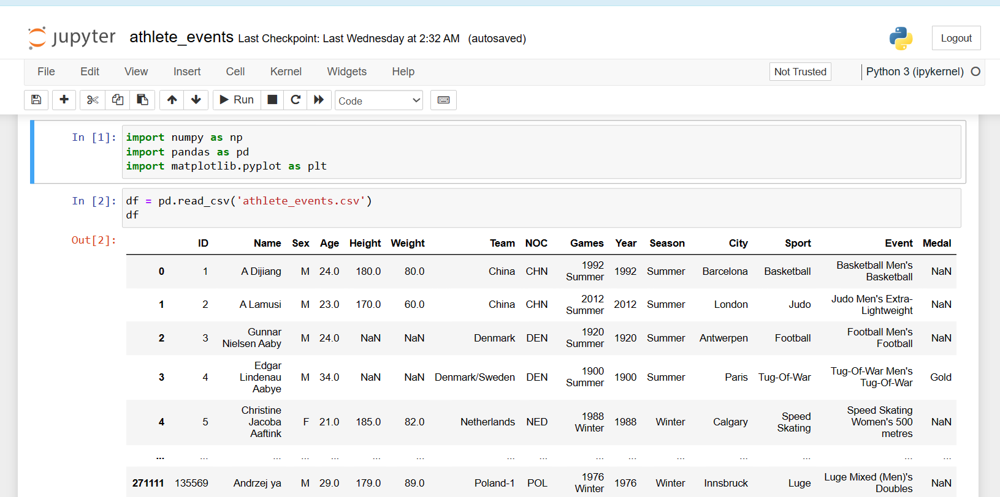 jupyter athlete_events Last Checkpoint: Last Wednesday at 2:32 AM (autosaved) Logout
File Edit View Insert Cell Kernel Widgets Help Not Trusted Python 3 (ipykernel)
Run Code
In [1]: import numpy as np
import pandas as pd
import matplotlib.pyplot as plt
In [2]: df = pd.read_csv('athlete_events.csv')
df
Out[2]:
ID Name Sex Age Height Weight Team NOC Games Year Season City Sport Event Medal
0 1 A Dijiang M 24.0 180.0 80.0 China CHN 1992 Summer 1992 Summer Barcelona Basketball Basketball Men's Basketball NaN
1 2 A Lamusi M 23.0 170.0 60.0 China CHN 2012 Summer 2012 Summer London Judo Judo Men's Extra-Lightweight NaN
2 3 Gunnar Nielsen Aaby M 24.0 NaN NaN Denmark DEN 1920 Summer 1920 Summer Antwerpen Football Football Men's Football NaN
3 4 Edgar Lindenau Aabye M 34.0 NaN NaN Denmark/Sweden DEN 1900 Summer 1900 Summer Paris Tug-Of-War Tug-Of-War Men's Tug-Of-War Gold
4 5 Christine Jacoba Aaftink F 21.0 185.0 82.0 Netherlands NED 1988 Winter 1988 Winter Calgary Speed Skating Speed Skating Women's 500 metres NaN
... ... ... ... ... ... ... ... ... ... ... ... ... ... ... ...
271111 135569 Andrzej ya M 29.0 179.0 89.0 Poland-1 POL 1976 Winter 1976 Winter Innsbruck Luge Luge Mixed (Men)'s Doubles NaN